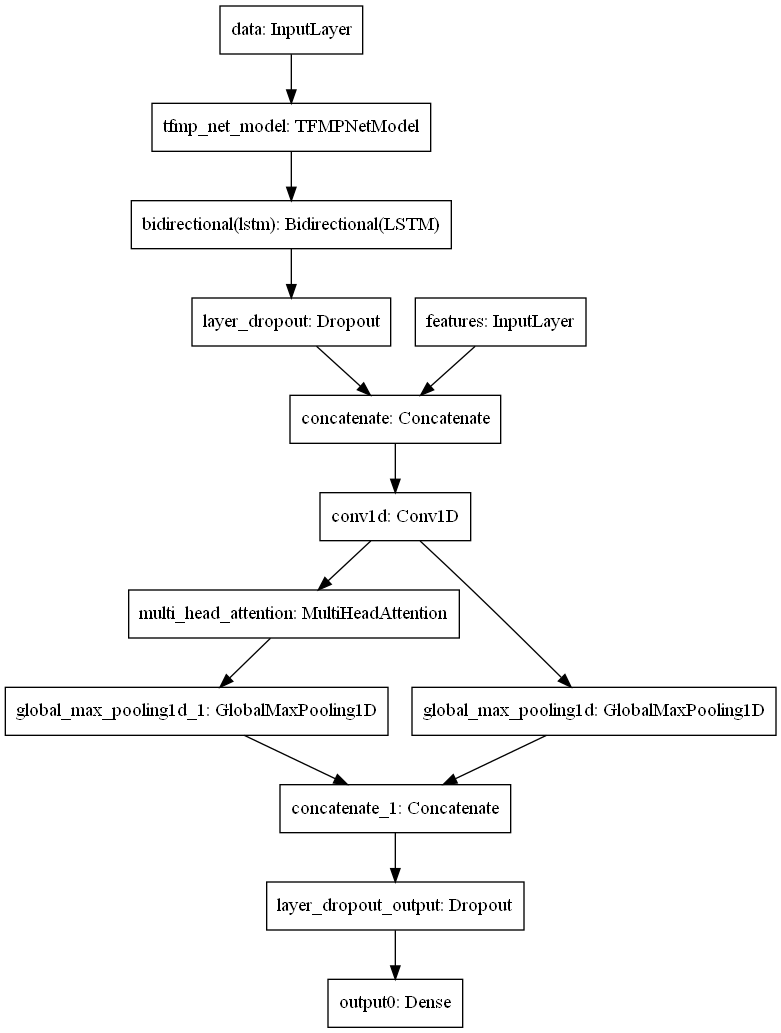 data: InputLayer
tfmp_net_model: TFMPNetModel
bidirectional(lstm): Bidirectional(LSTM)
layer_dropout: Dropout
features: InputLayer
concatenate: Concatenate
conv1d: Conv1D
multi_head_attention: MultiHeadAttention
global_max_pooling1d_1: GlobalMaxPooling1D
global_max_pooling1d: GlobalMaxPooling1D
concatenate_1: Concatenate
layer_dropout_output: Dropout
output0: Dense